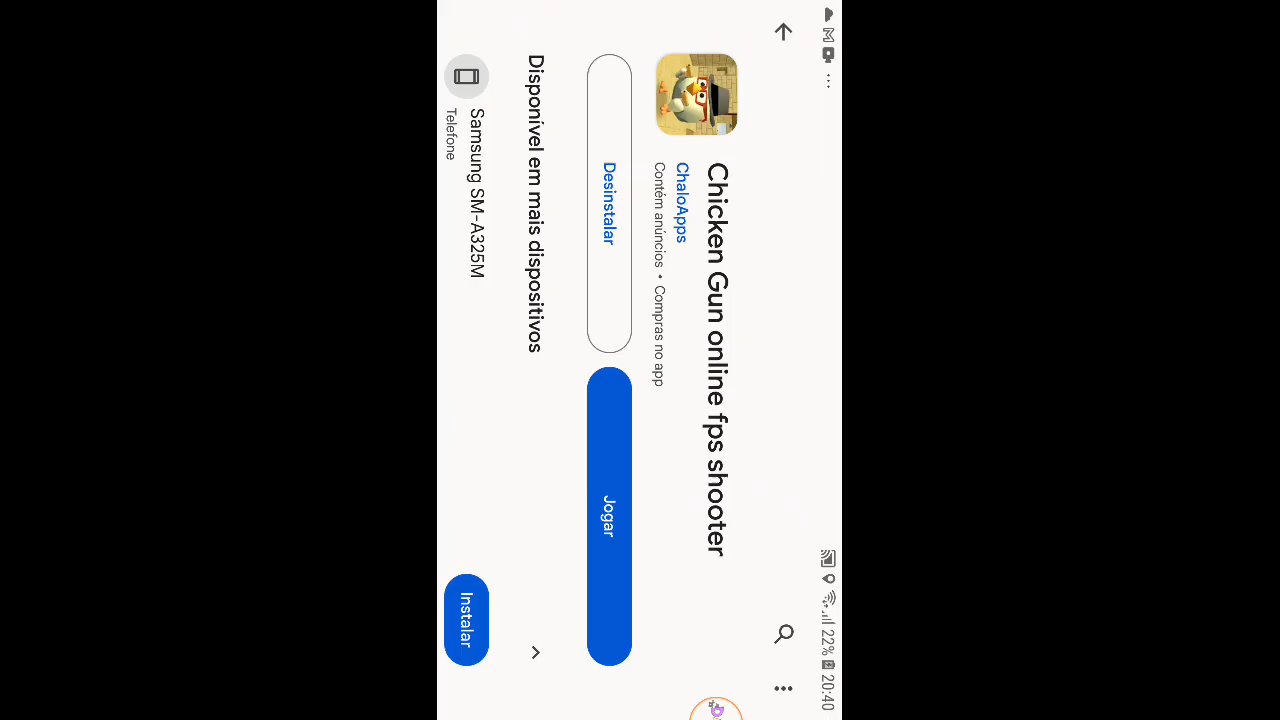 22% 20:40
Chicken Gun online fps shooter
ChaloApps
Contém anúncios • Compras no app
Desinstalar
Jogar
Disponível em mais dispositivos
Samsung SM-A325M
Telefone
Instalar